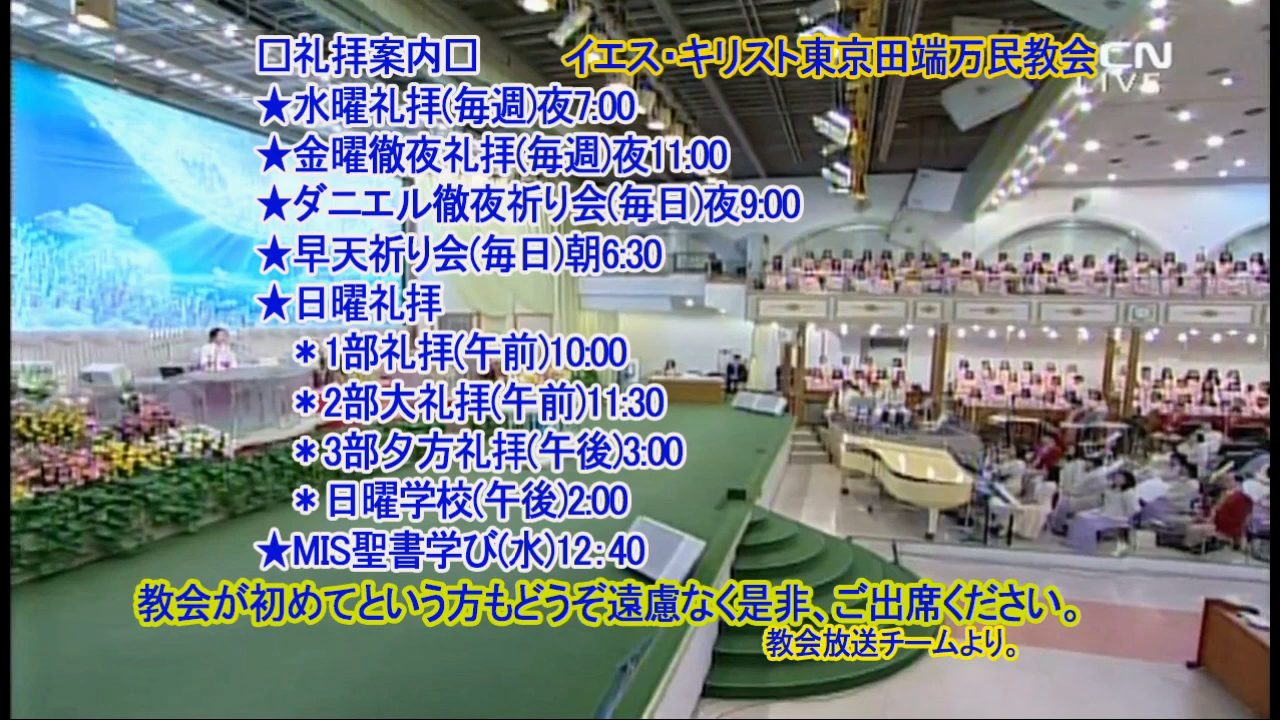 □礼拝案内□ イエス・キリスト東京田端万民教会
CN
LIVE
★水曜礼拝(毎週)夜7:00
★金曜徹夜礼拝(毎週)夜11:00
★ダニエル徹夜祈り会(毎日)夜9:00
★早天祈り会(毎日)朝6:30
★日曜礼拝
*1部礼拝(午前)10:00
*2部大礼拝(午前)11:30
*3部夕方礼拝(午後)3:00
*日曜学校(午後)2:00
★MIS聖書学び(水)12:40
教会が初めてという方もどうぞ遠慮なく是非、ご出席ください。
教会放送チームより。